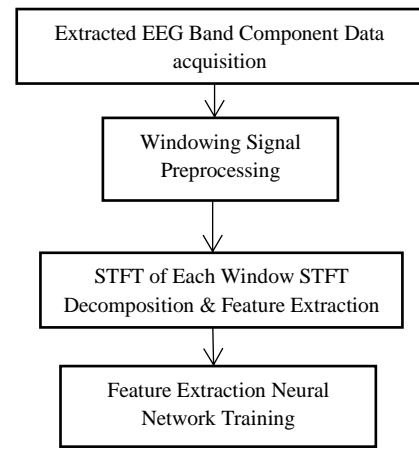 Extracted EEG Band Component Data
acquisition
Windowing Signal
Preprocessing
STFT of Each Window STFT
Decomposition & Feature Extraction
Feature Extraction Neural
Network Training